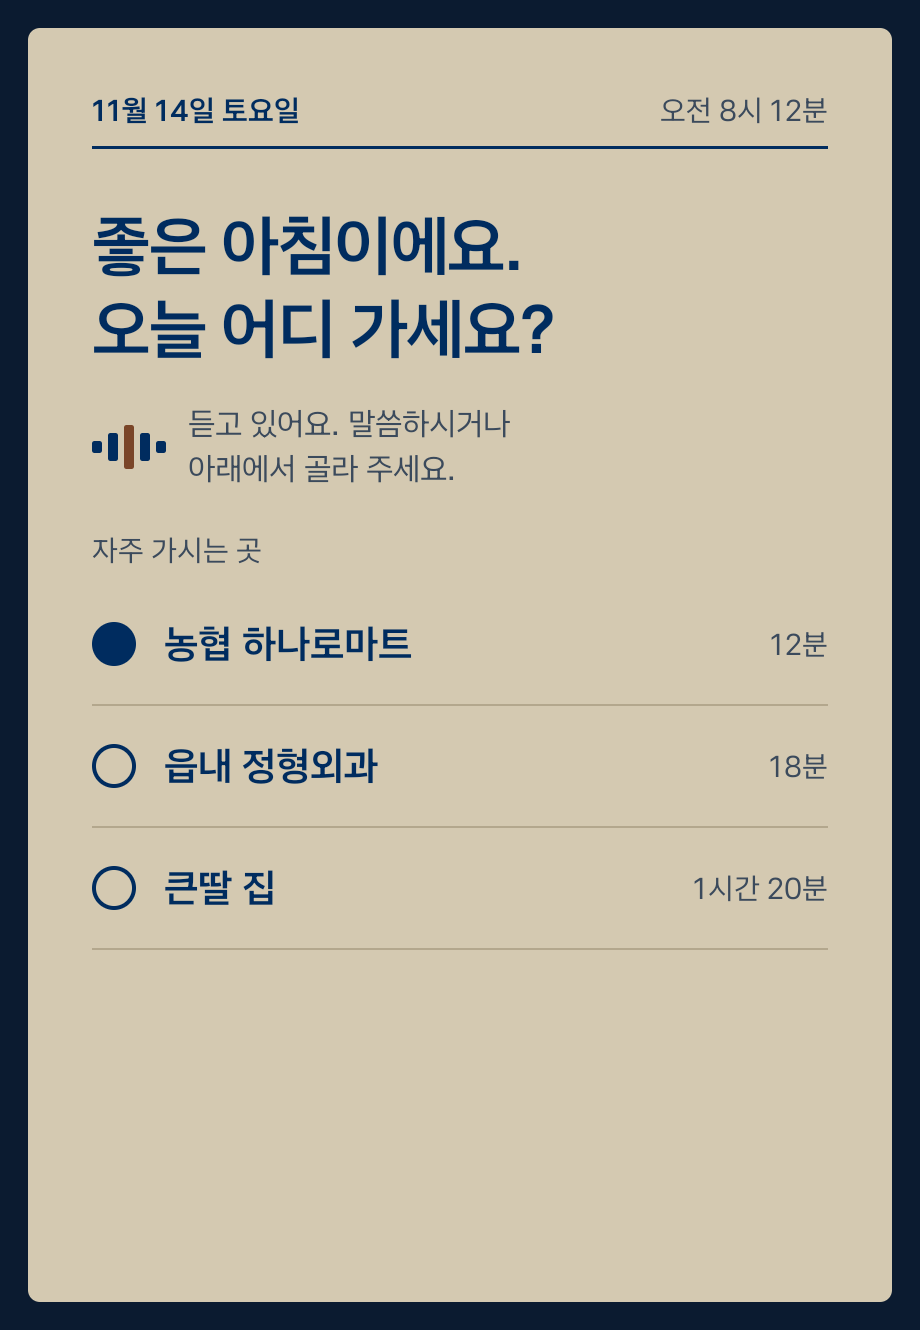 11월 14일 토요일
오전 8시 12분
좋은 아침이에요.
오늘 어디 가세요?
듣고 있어요. 말씀하시거나
아래에서 골라 주세요.
자주 가시는 곳
농협 하나로마트
12분
읍내 정형외과
18분
큰딸 집
1시간 20분